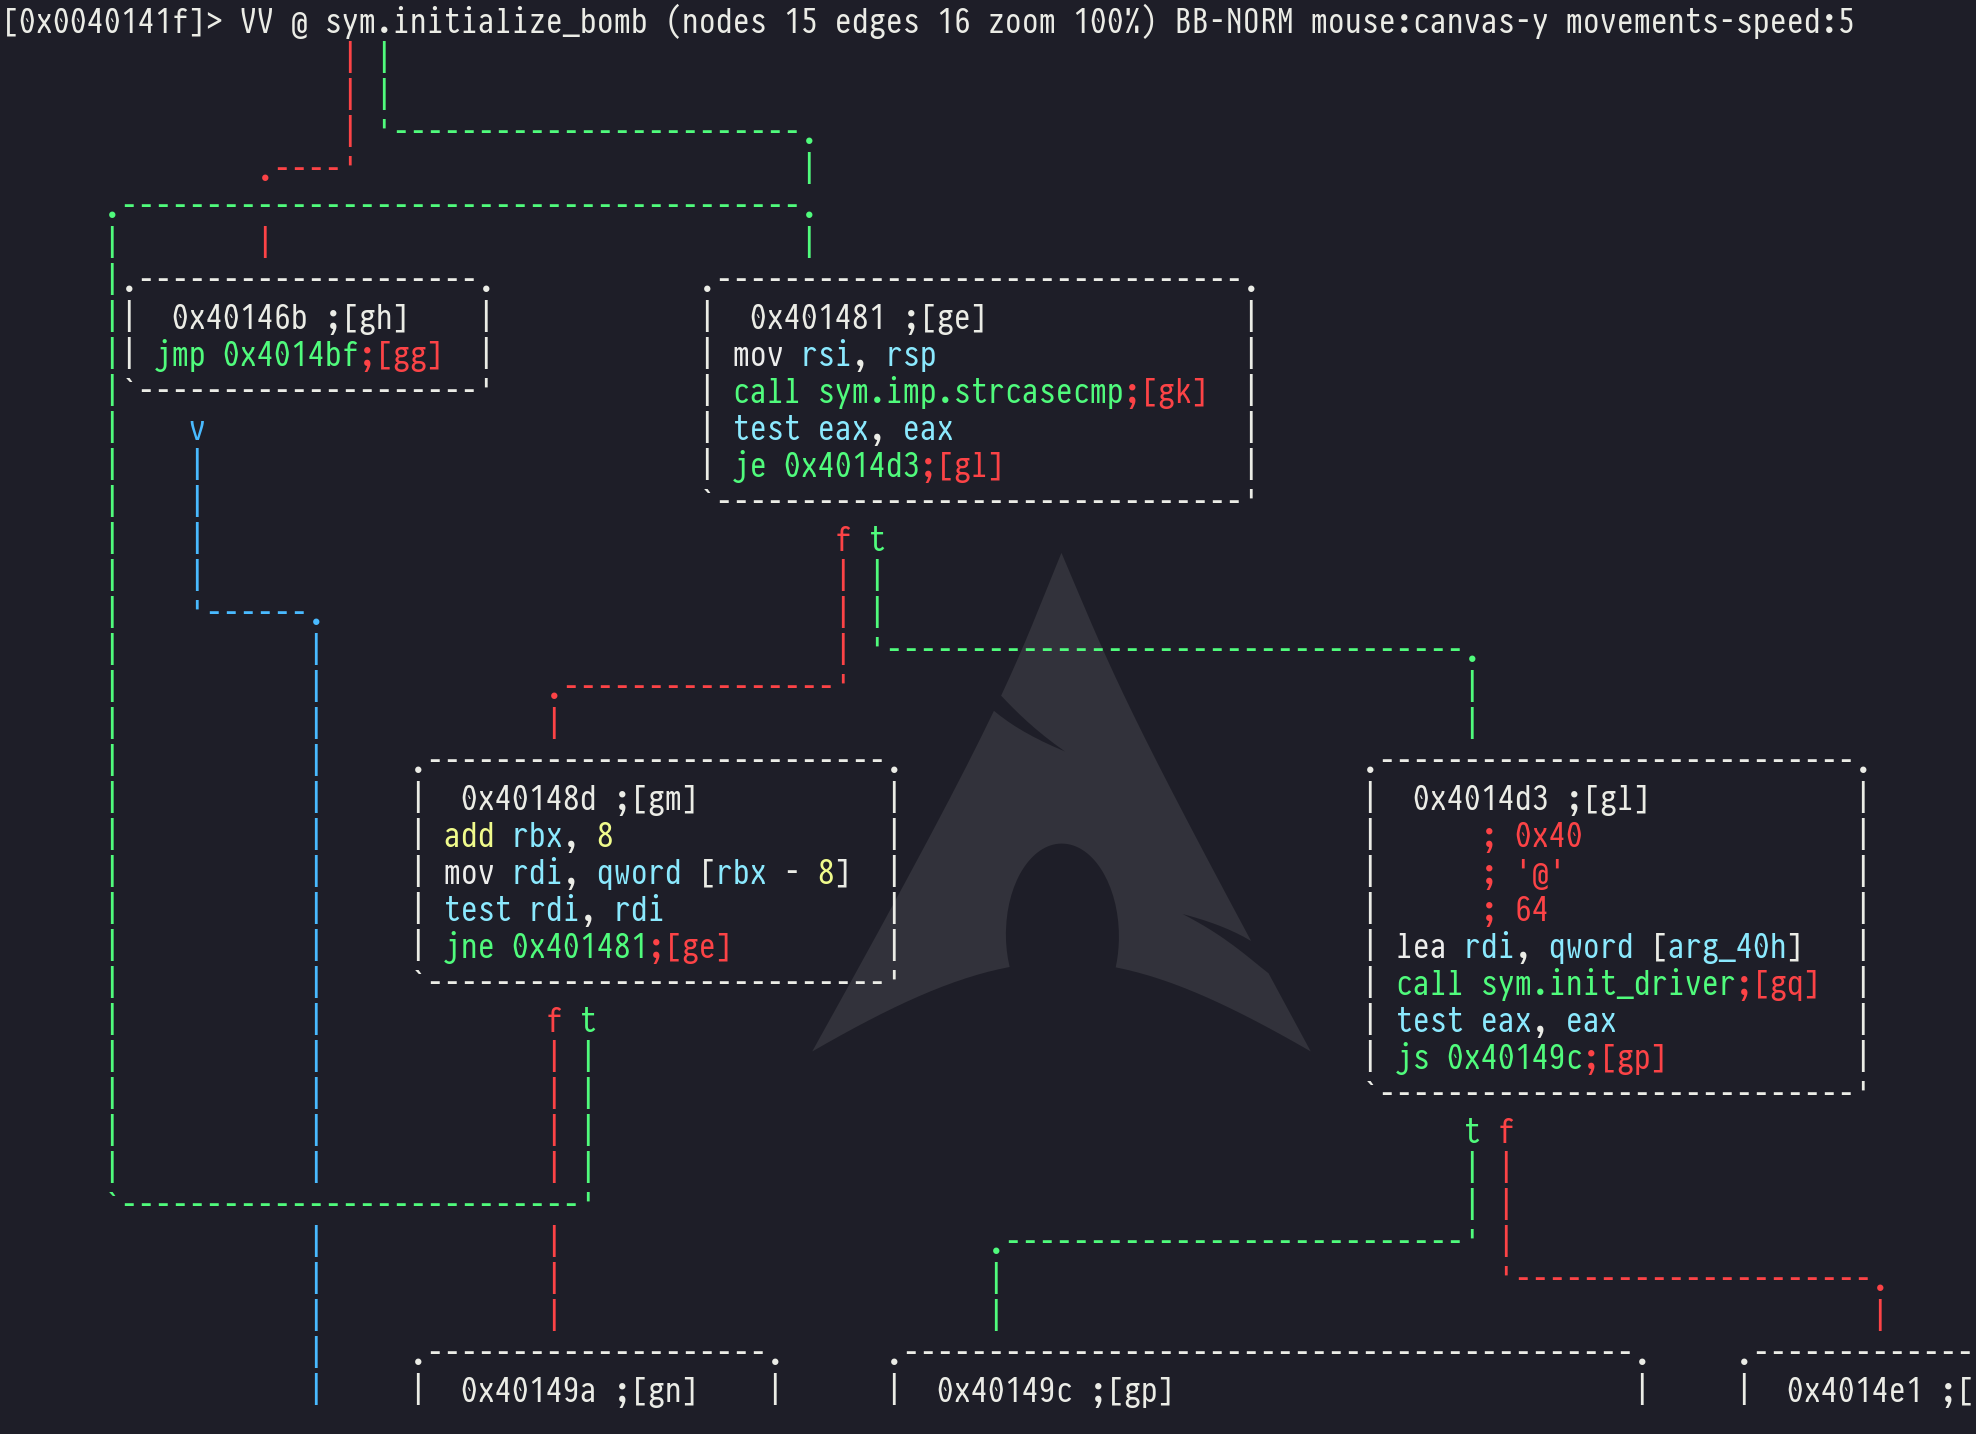 [0x0040141f]> VV @ sym.initialize_bomb (nodes 15 edges 16 zoom 100%) BB-NORM mouse:canvas-y movements-speed:5
0x40146b ;[gh]
jmp 0x4014bf;[gg]
v
0x401481 ;[ge]
mov rsi, rsp
call sym.imp.strcasecmp;[gk]
test eax, eax
je 0x4014d3;[gl]
f t
0x40148d ;[gm]
add rbx, 8
mov rdi, qword [rbx - 8]
test rdi, rdi
jne 0x401481;[ge]
f t
0x4014d3 ;[gl]
; 0x40
; '@'
; 64
lea rdi, qword [arg_40h]
call sym.init_driver;[gq]
test eax, eax
js 0x40149c;[gp]
t f
0x40149a ;[gn]
0x40149c ;[gp]
0x4014e1 ;[